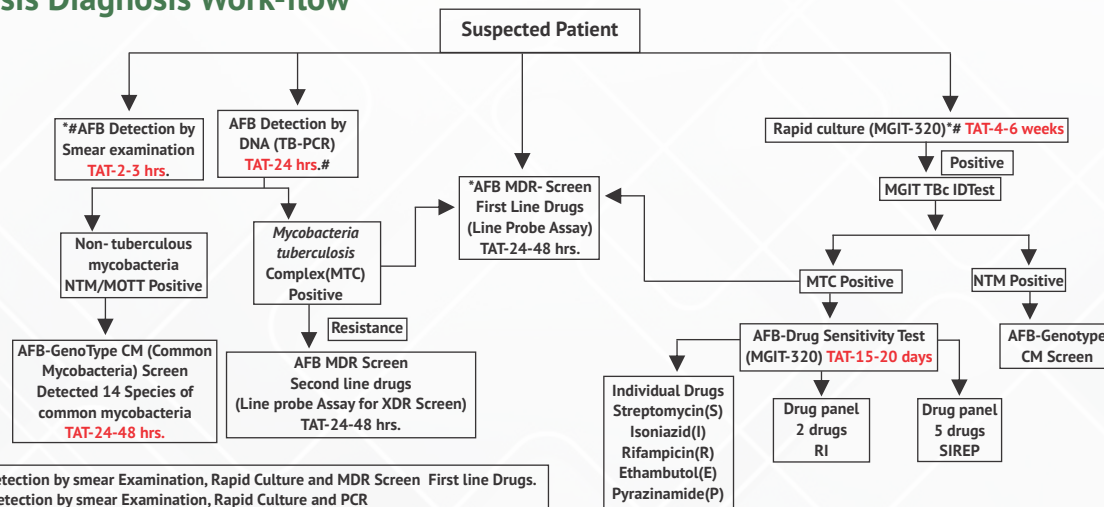 sis Diagnosis Work-flow
Suspected Patient
*#AFB Detection by
Smear examination
TAT-2-3 hrs.
AFB Detection by
DNA (TB-PCR)
TAT-24 hrs.#
Rapid culture (MGIT-320)*# TAT-4-6 weeks
Positive
MGIT TBc IDTest
*AFB MDR- Screen
First Line Drugs
(Line Probe Assay)
TAT-24-48 hrs.
Non- tuberculous
mycobacteria
NTM/MOTT Positive
Mycobacteria
tuberculosis
Complex(MTC)
Positive
MTC Positive
NTM Positive
Resistance
AFB-GenoType CM (Common
Mycobacteria) Screen
Detected 14 Species of
common mycobacteria
TAT-24-48 hrs.
AFB MDR Screen
Second line drugs
(Line probe Assay for XDR Screen)
TAT-24-48 hrs.
AFB-Drug Sensitivity Test
(MGIT-320) TAT-15-20 days
AFB-Genotype
CM Screen
Individual Drugs
Streptomycin(S)
Isoniazid(I)
Rifampicin(R)
Ethambutol(E)
Pyrazinamide(P)
Drug panel
2 drugs
RI
Drug panel
5 drugs
SIREP
etection by smear Examination, Rapid Culture and MDR Screen First line Drugs.
etection by smear Examination, Rapid Culture and PCR